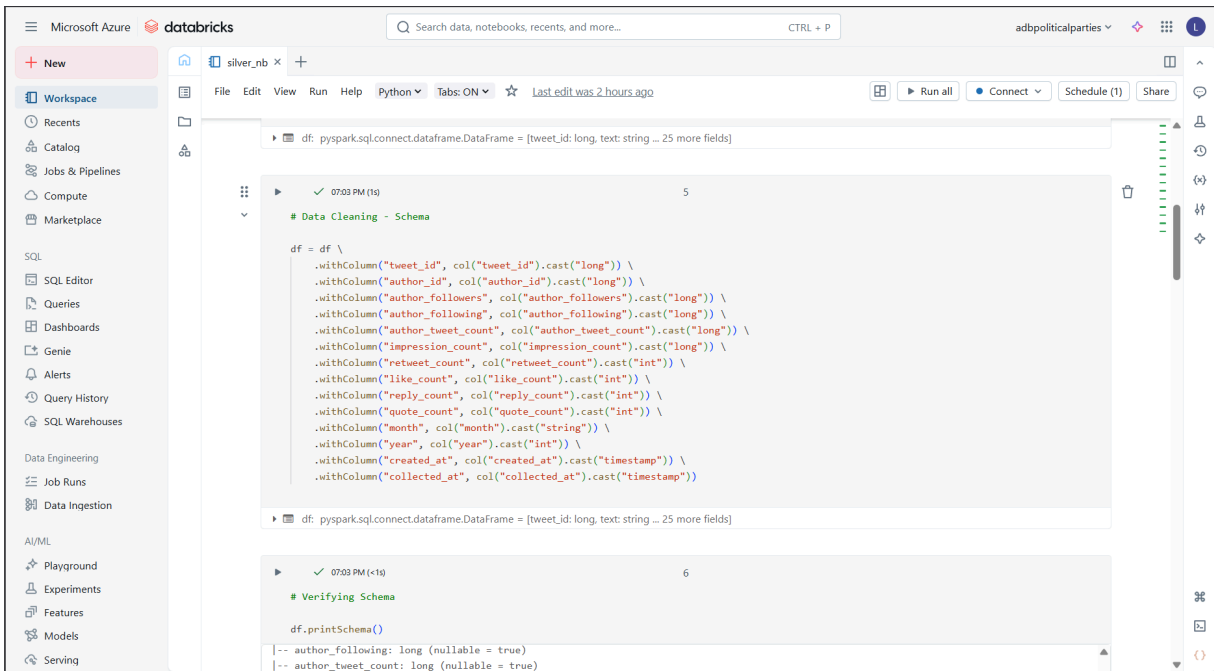 Microsoft Azure databricks
Search data, notebooks, recents, and more... CTRL + P
adbpoliticalparties
L
New
Workspace
Recents
Catalog
Jobs & Pipelines
Compute
Marketplace
SQL
SQL Editor
Queries
Dashboards
Genie
Alerts
Query History
SQL Warehouses
Data Engineering
Job Runs
Data Ingestion
AI/ML
Playground
Experiments
Features
Models
Serving
silver_nb
File Edit View Run Help Python Tabs: ON Last edit was 2 hours ago
Run all Connect Schedule (1) Share
df: pyspark.sql.connect.dataframe.DataFrame = [tweet_id: long, text: string ... 25 more fields]
07:03 PM (1s) 5
# Data Cleaning - Schema
df = df \
.withColumn("tweet_id", col("tweet_id").cast("long")) \
.withColumn("author_id", col("author_id").cast("long")) \
.withColumn("author_followers", col("author_followers").cast("long")) \
.withColumn("author_following", col("author_following").cast("long")) \
.withColumn("author_tweet_count", col("author_tweet_count").cast("long")) \
.withColumn("impression_count", col("impression_count").cast("long")) \
.withColumn("retweet_count", col("retweet_count").cast("int")) \
.withColumn("like_count", col("like_count").cast("int")) \
.withColumn("reply_count", col("reply_count").cast("int")) \
.withColumn("quote_count", col("quote_count").cast("int")) \
.withColumn("month", col("month").cast("string")) \
.withColumn("year", col("year").cast("int")) \
.withColumn("created_at", col("created_at").cast("timestamp")) \
.withColumn("collected_at", col("collected_at").cast("timestamp"))
df: pyspark.sql.connect.dataframe.DataFrame = [tweet_id: long, text: string ... 25 more fields]
07:03 PM (<1s) 6
# Verifying Schema
df.printSchema()
|-- author_following: long (nullable = true)
|-- author_tweet_count: long (nullable = true)